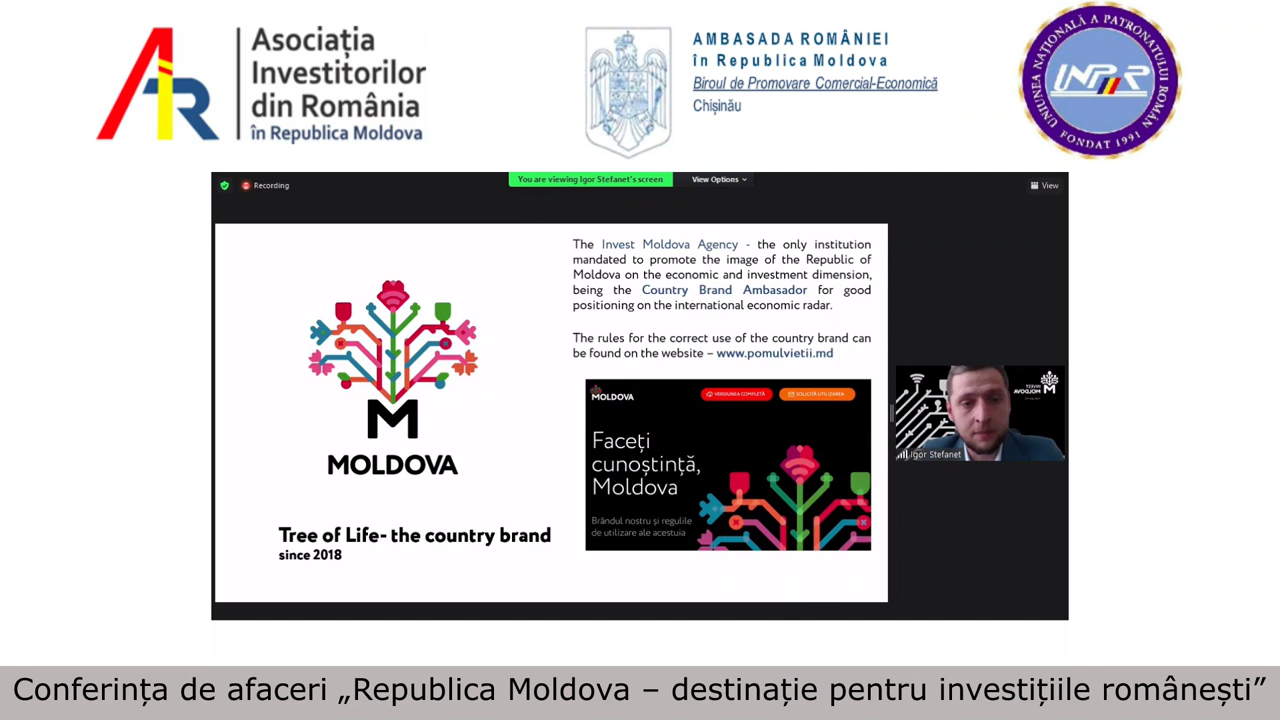 Asociația
Investitorilor
din România
în Republica Moldova
AMBASADA ROMÂNIEI
în Republica Moldova
Biroul de Promovare Comercial-Economică
Chișinău
UNIUNEA NAȚIONALĂ A PATRONATULUI ROMÂN
UNPR
FONDAT 1991
Recording
You are viewing Igor Stefanet's screen
View Options
View
The Invest Moldova Agency - the only institution
mandated to promote the image of the Republic of
Moldova on the economic and investment dimension,
being the Country Brand Ambasador for good
positioning on the international economic radar.
The rules for the correct use of the country brand can
be found on the website – www.pomulvietii.md
M
MOLDOVA
Tree of Life- the country brand
since 2018
MOLDOVA
VERSIUNEA COMPLETĂ
SOLICITĂ UTILIZAREA
Faceți
cunoștință,
Moldova
Brândul nostru și regulile
de utilizare ale acestuia
INVEST
MOLDOVA
M
Igor Stefanet
Conferința de afaceri „Republica Moldova – destinație pentru investițiile românești”